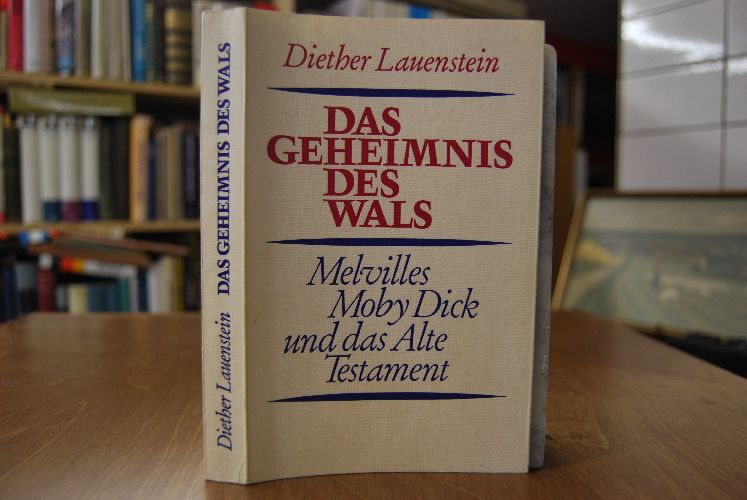 Diether Lauenstein
DAS
GEHEIMNIS
DES
WALS
Melvilles
Moby Dick
und das Alte
Testament
Diether Lauenstein DAS GEHEIMNIS DES WALS